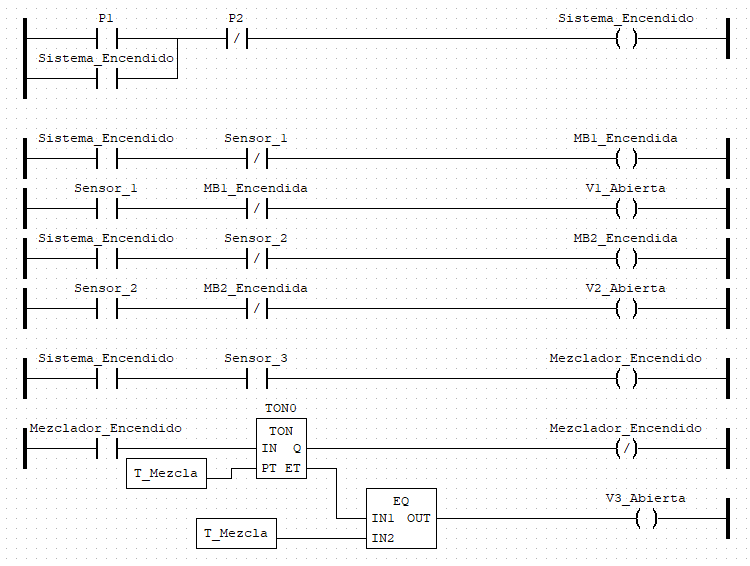 P1 P2 Sistema_Encendido
Sistema_Encendido
Sistema_Encendido Sensor_1 MB1_Encendida
Sensor_1 MB1_Encendida V1_Abierta
Sistema_Encendido Sensor_2 MB2_Encendida
Sensor_2 MB2_Encendida V2_Abierta
Sistema_Encendido Sensor_3 Mezclador_Encendido
TON0
Mezclador_Encendido TON Mezclador_Encendido
IN Q
T_Mezcla PT ET
EQ V3_Abierta
IN1 OUT
T_Mezcla IN2